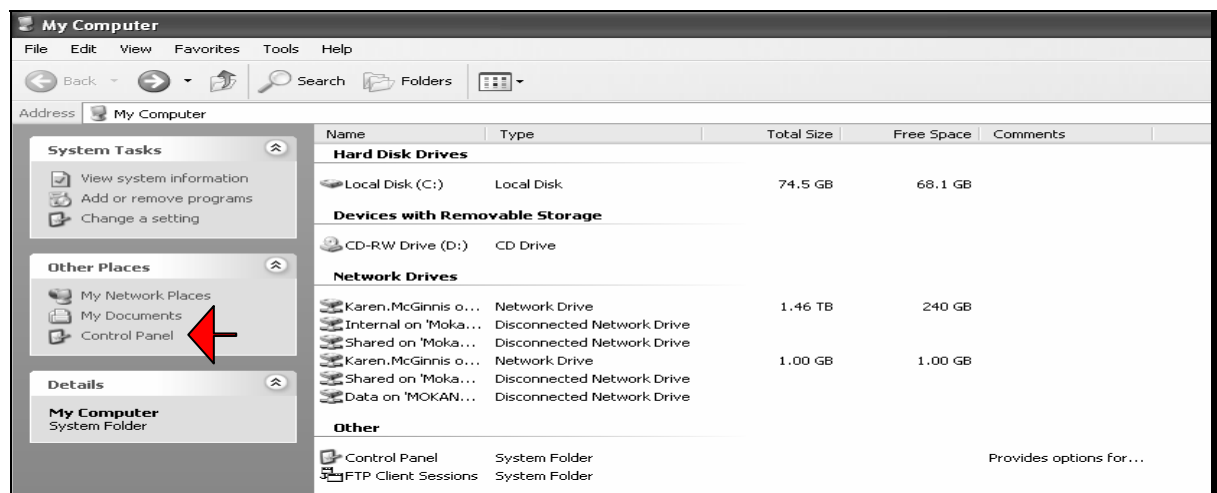 My Computer
File Edit View Favorites Tools Help
Back Search Folders
Address My Computer
System Tasks
View system information
Add or remove programs
Change a setting
Other Places
My Network Places
My Documents
Control Panel
Details
My Computer
System Folder
Name Type Total Size Free Space Comments
Hard Disk Drives
Local Disk (C:) Local Disk 74.5 GB 68.1 GB
Devices with Removable Storage
CD-RW Drive (D:) CD Drive
Network Drives
Karen.McGinnis o... Network Drive 1.46 TB 240 GB
Internal on 'Moka... Disconnected Network Drive
Shared on 'Moka... Disconnected Network Drive
Karen.McGinnis o... Network Drive 1.00 GB 1.00 GB
Shared on 'Moka... Disconnected Network Drive
Data on 'MOKAN... Disconnected Network Drive
Other
Control Panel System Folder Provides options for...
FTP Client Sessions System Folder